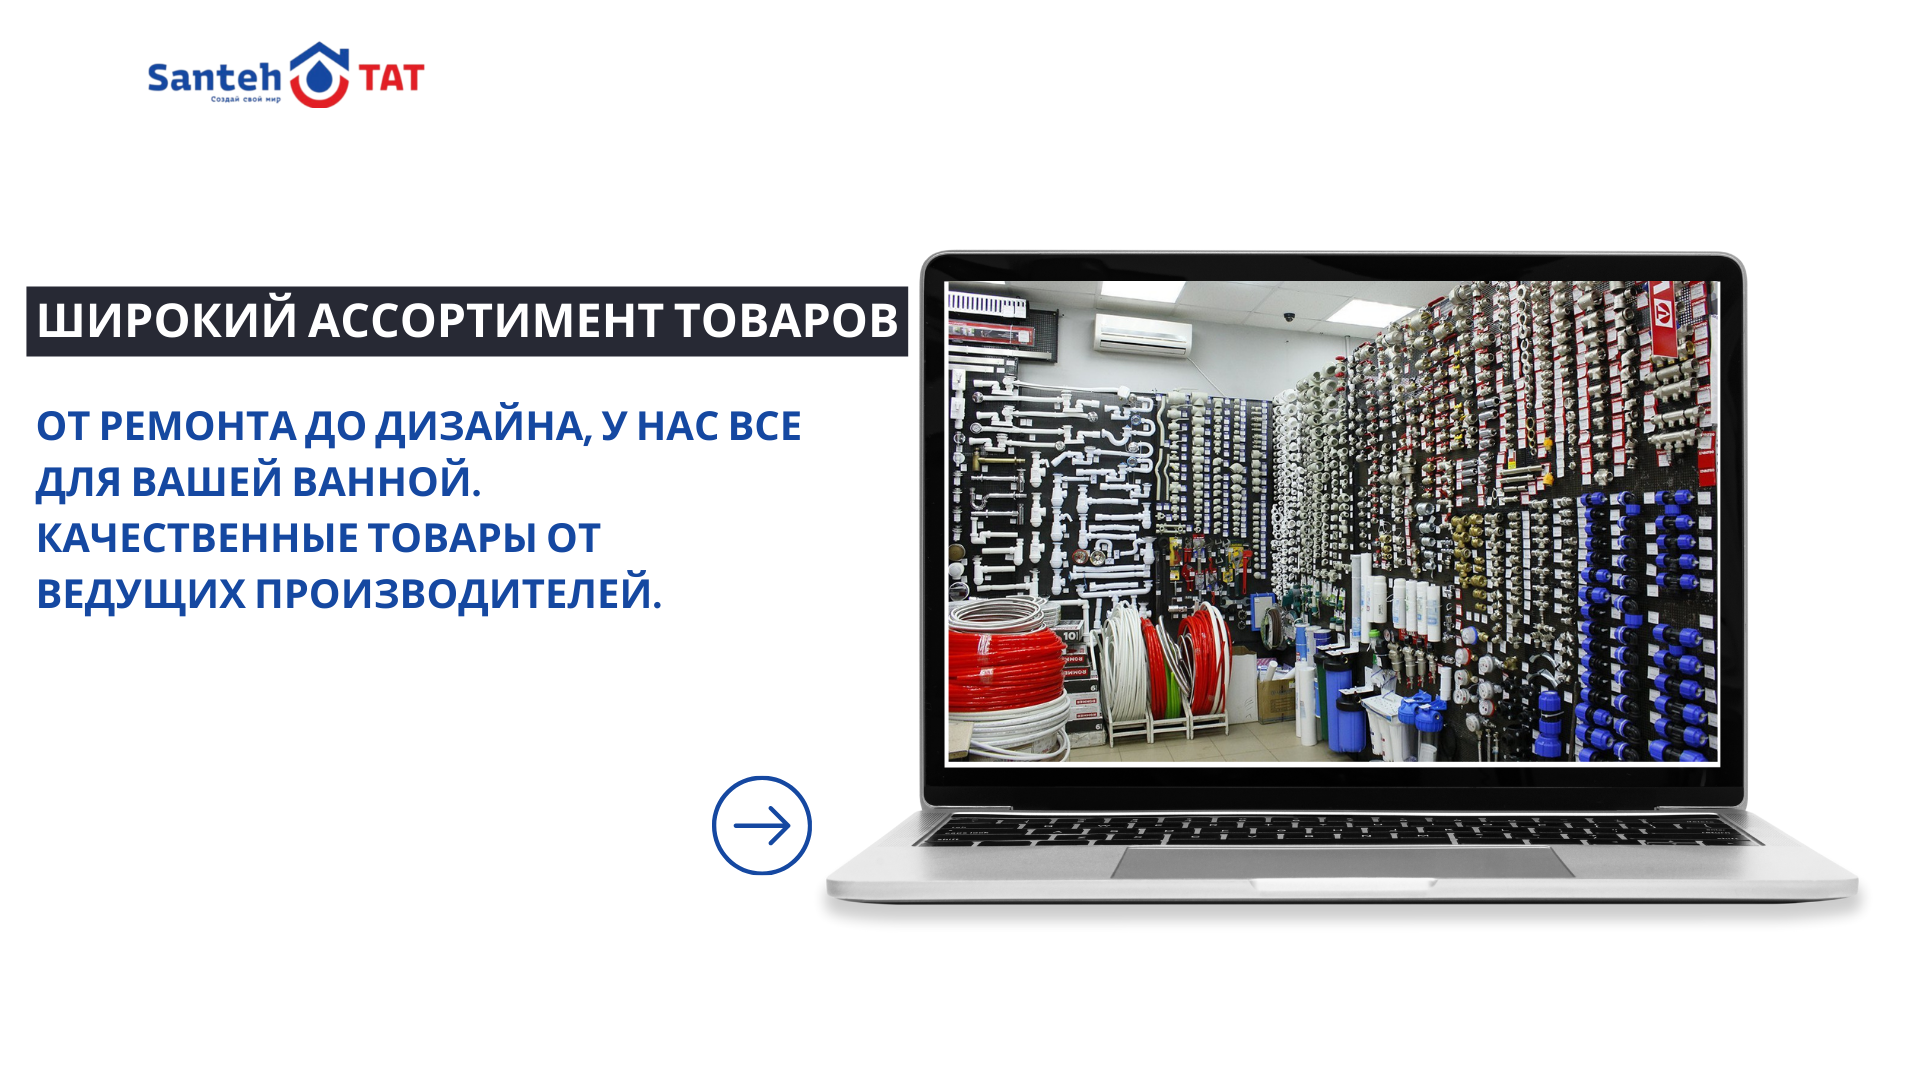 Santeh ТАТ
Создай свой мир
ШИРОКИЙ АССОРТИМЕНТ ТОВАРОВ
ОТ РЕМОНТА ДО ДИЗАЙНА, У НАС ВСЕ
ДЛЯ ВАШЕЙ ВАННОЙ.
КАЧЕСТВЕННЫЕ ТОВАРЫ ОТ
ВЕДУЩИХ ПРОИЗВОДИТЕЛЕЙ.